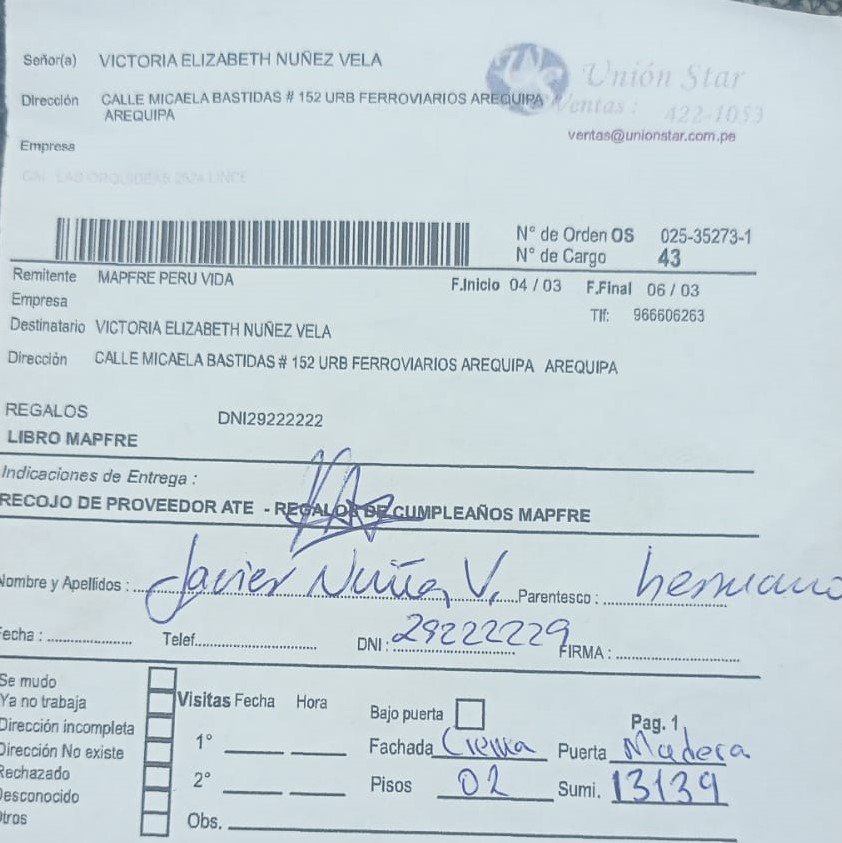 Señor(a) VICTORIA ELIZABETH NUÑEZ VELA
Unión Star
Dirección CALLE MICAELA BASTIDAS # 152 URB FERROVIARIOS AREQUIPA
AREQUIPA
Ventas : 422-1053
ventas@unionstar.com.pe
Empresa
CAL. LAS ORQUIDEAS 2624 LINCE
N° de Orden OS 025-35273-1
N° de Cargo 43
Remitente MAPFRE PERU VIDA
F.Inicio 04 / 03 F.Final 06 / 03
Empresa
Tlf: 966606263
Destinatario VICTORIA ELIZABETH NUÑEZ VELA
Dirección CALLE MICAELA BASTIDAS # 152 URB FERROVIARIOS AREQUIPA AREQUIPA
REGALOS DNI29222222
LIBRO MAPFRE
Indicaciones de Entrega :
RECOJO DE PROVEEDOR ATE - REGALOS DE CUMPLEAÑOS MAPFRE
Nombre y Apellidos : Javier Nuñez V. Parentesco : hermano
Fecha : Telef. DNI : 29222229 FIRMA :
Se mudo
Ya no trabaja
Dirección incompleta
Dirección No existe
Rechazado
Desconocido
Otros
Visitas Fecha Hora
1°
2°
Obs.
Bajo puerta Pag. 1
Fachada Crema Puerta Madera
Pisos 02 Sumi. 13139